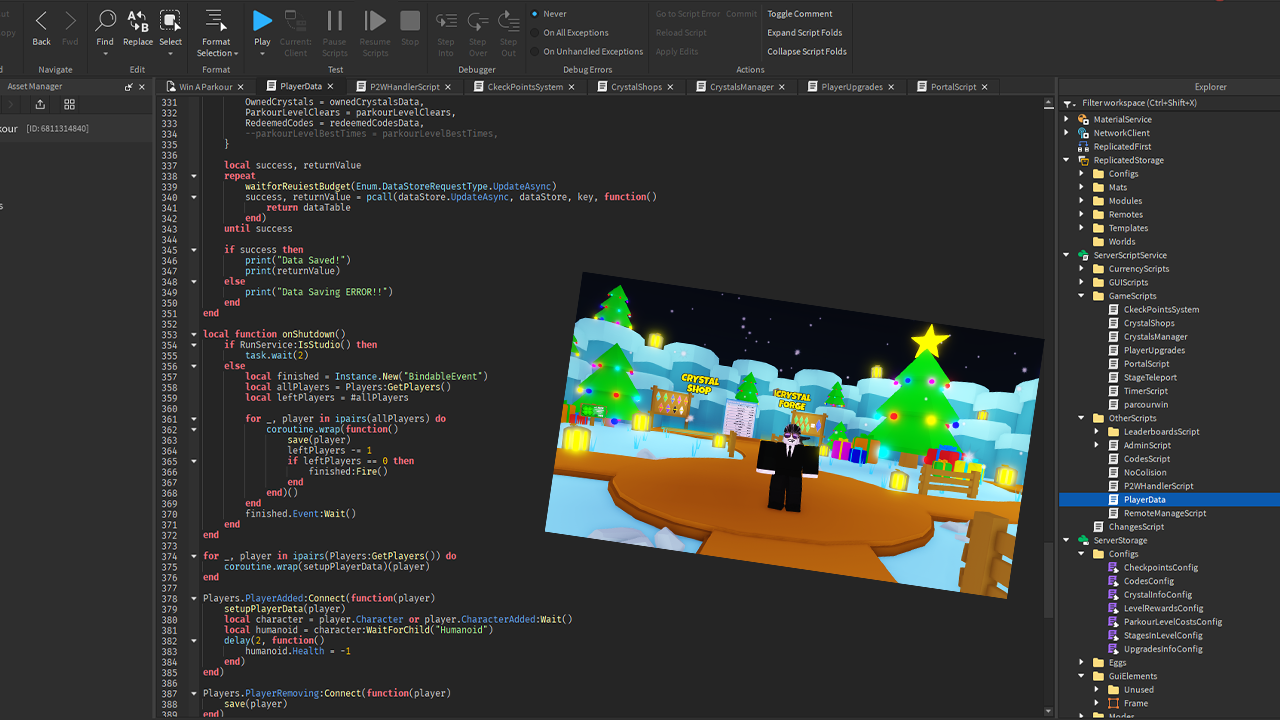 Back
Fwd
Find
Replace
Select
Format
Selection
Play
Current:
Client
Pause
Scripts
Resume
Scripts
Stop
Step
Into
Step
Over
Step
Out
Never
On All Exceptions
On Unhandled Exceptions
Go to Script Error
Commit
Reload Script
Apply Edits
Toggle Comment
Expand Script Folds
Collapse Script Folds
Navigate
Edit
Format
Test
Debugger
Debug Errors
Actions
Asset Manager
[ID: 6811314840]
Win A Parkour
PlayerData
P2WHandlerScript
CkeckPointsSystem
CrystalShops
CrystalsManager
PlayerUpgrades
PortalScript
331 OwnedCrystals = ownedCrystalsData,
332 ParkourLevelClears = parkourLevelClears,
333 RedeemedCodes = redeemedCodesData,
334 --parkourLevelBestTimes = parkourLevelBestTimes,
335 }
336
337 local success, returnValue
338 repeat
339 waitforReuiestBudget(Enum.DataStoreRequestType.UpdateAsync)
340 success, returnValue = pcall(dataStore.UpdateAsync, dataStore, key, function()
341 return dataTable
342 end)
343 until success
344
345 if success then
346 print("Data Saved!")
347 print(returnValue)
348 else
349 print("Data Saving ERROR!!")
350 end
351 end
352
353 local function onShutdown()
354 if RunService:IsStudio() then
355 task.wait(2)
356 else
357 local finished = Instance.New("BindableEvent")
358 local allPlayers = Players:GetPlayers()
359 local leftPlayers = #allPlayers
360
361 for _, player in ipairs(allPlayers) do
362 coroutine.wrap(function()
363 save(player)
364 leftPlayers -= 1
365 if leftPlayers == 0 then
366 finished:Fire()
367 end
368 end)()
369 end
370 finished.Event:Wait()
371 end
372 end
373
374 for _, player in ipairs(Players:GetPlayers()) do
375 coroutine.wrap(setupPlayerData)(player)
376 end
377
378 Players.PlayerAdded:Connect(function(player)
379 setupPlayerData(player)
380 local character = player.Character or player.CharacterAdded:Wait()
381 local humanoid = character:WaitForChild("Humanoid")
382 delay(2, function()
383 humanoid.Health = -1
384 end)
385 end)
386
387 Players.PlayerRemoving:Connect(function(player)
388 save(player)
389 end)
CRYSTAL
SHOP
CRYSTAL
FORGE
Explorer
Filter workspace (Ctrl+Shift+X)
MaterialService
NetworkClient
ReplicatedFirst
ReplicatedStorage
Configs
Mats
Modules
Remotes
Templates
Worlds
ServerScriptService
CurrencyScripts
GUIScripts
GameScripts
CkeckPointsSystem
CrystalShops
CrystalsManager
PlayerUpgrades
PortalScript
StageTeleport
TimerScript
parcourwin
OtherScripts
LeaderboardsScript
AdminScript
CodesScript
NoCollision
P2WHandlerScript
PlayerData
RemoteManageScript
ChangesScript
ServerStorage
Configs
CheckpointsConfig
CodesConfig
CrystalInfoConfig
LevelRewardsConfig
ParkourLevelCostsConfig
StagesInLevelConfig
UpgradesInfoConfig
Eggs
GuiElements
Unused
Frame